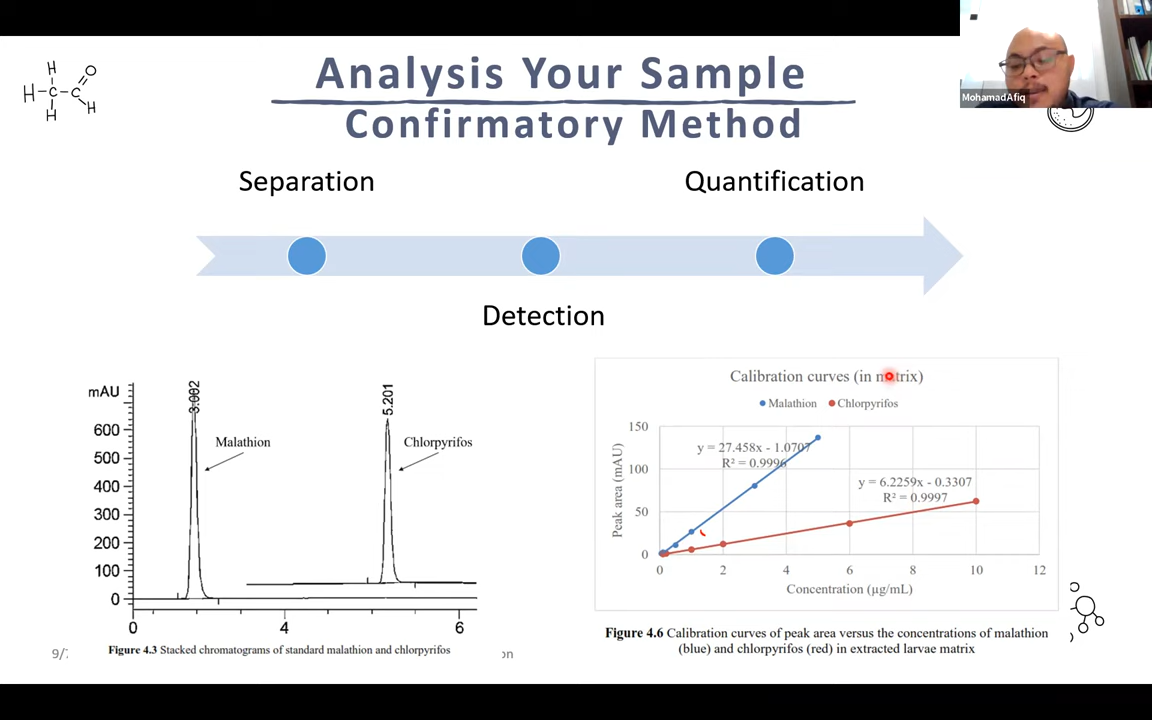 Analysis Your Sample
Confirmatory Method
MohamadAfiq
H
O
H C C
H H
Separation
Quantification
Detection
mAU
600
500
400
300
200
100
0
0 4 6
3.002
5.201
Malathion
Chlorpyrifos
Figure 4.3 Stacked chromatograms of standard malathion and chlorpyrifos
9/
on
Calibration curves (in matrix)
Malathion Chlorpyrifos
150
100
50
0
Peak area (mAU)
y = 27.458x - 1.0707
R² = 0.9996
y = 6.2259x - 0.3307
R² = 0.9997
0 2 4 6 8 10 12
Concentration (µg/mL)
Figure 4.6 Calibration curves of peak area versus the concentrations of malathion
(blue) and chlorpyrifos (red) in extracted larvae matrix